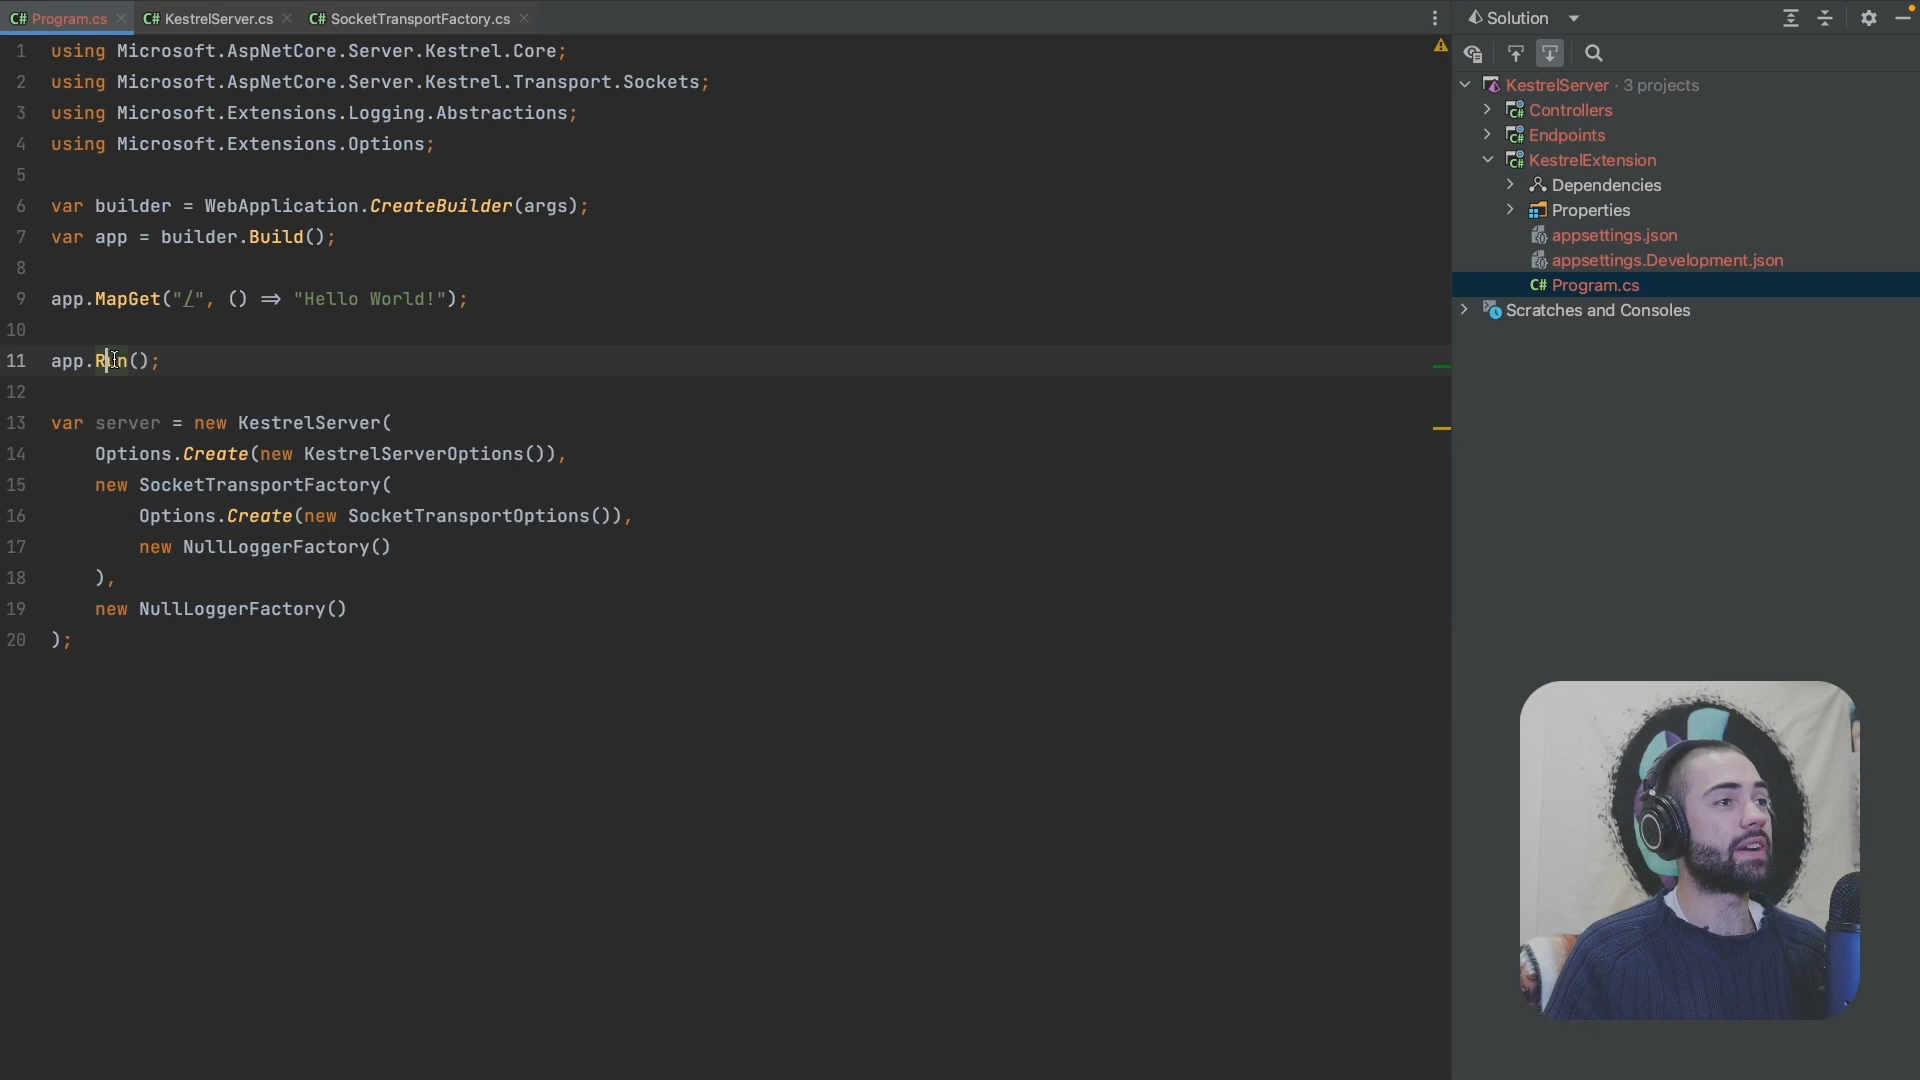 C# Program.cs
C# KestrelServer.cs
C# SocketTransportFactory.cs
1 using Microsoft.AspNetCore.Server.Kestrel.Core;
2 using Microsoft.AspNetCore.Server.Kestrel.Transport.Sockets;
3 using Microsoft.Extensions.Logging.Abstractions;
4 using Microsoft.Extensions.Options;
5
6 var builder = WebApplication.CreateBuilder(args);
7 var app = builder.Build();
8
9 app.MapGet("/", () => "Hello World!");
10
11 app.Run();
12
13 var server = new KestrelServer(
14 Options.Create(new KestrelServerOptions()),
15 new SocketTransportFactory(
16 Options.Create(new SocketTransportOptions()),
17 new NullLoggerFactory()
18 ),
19 new NullLoggerFactory()
20 );
Solution
KestrelServer · 3 projects
C# Controllers
C# Endpoints
C# KestrelExtension
Dependencies
Properties
appsettings.json
appsettings.Development.json
C# Program.cs
Scratches and Consoles